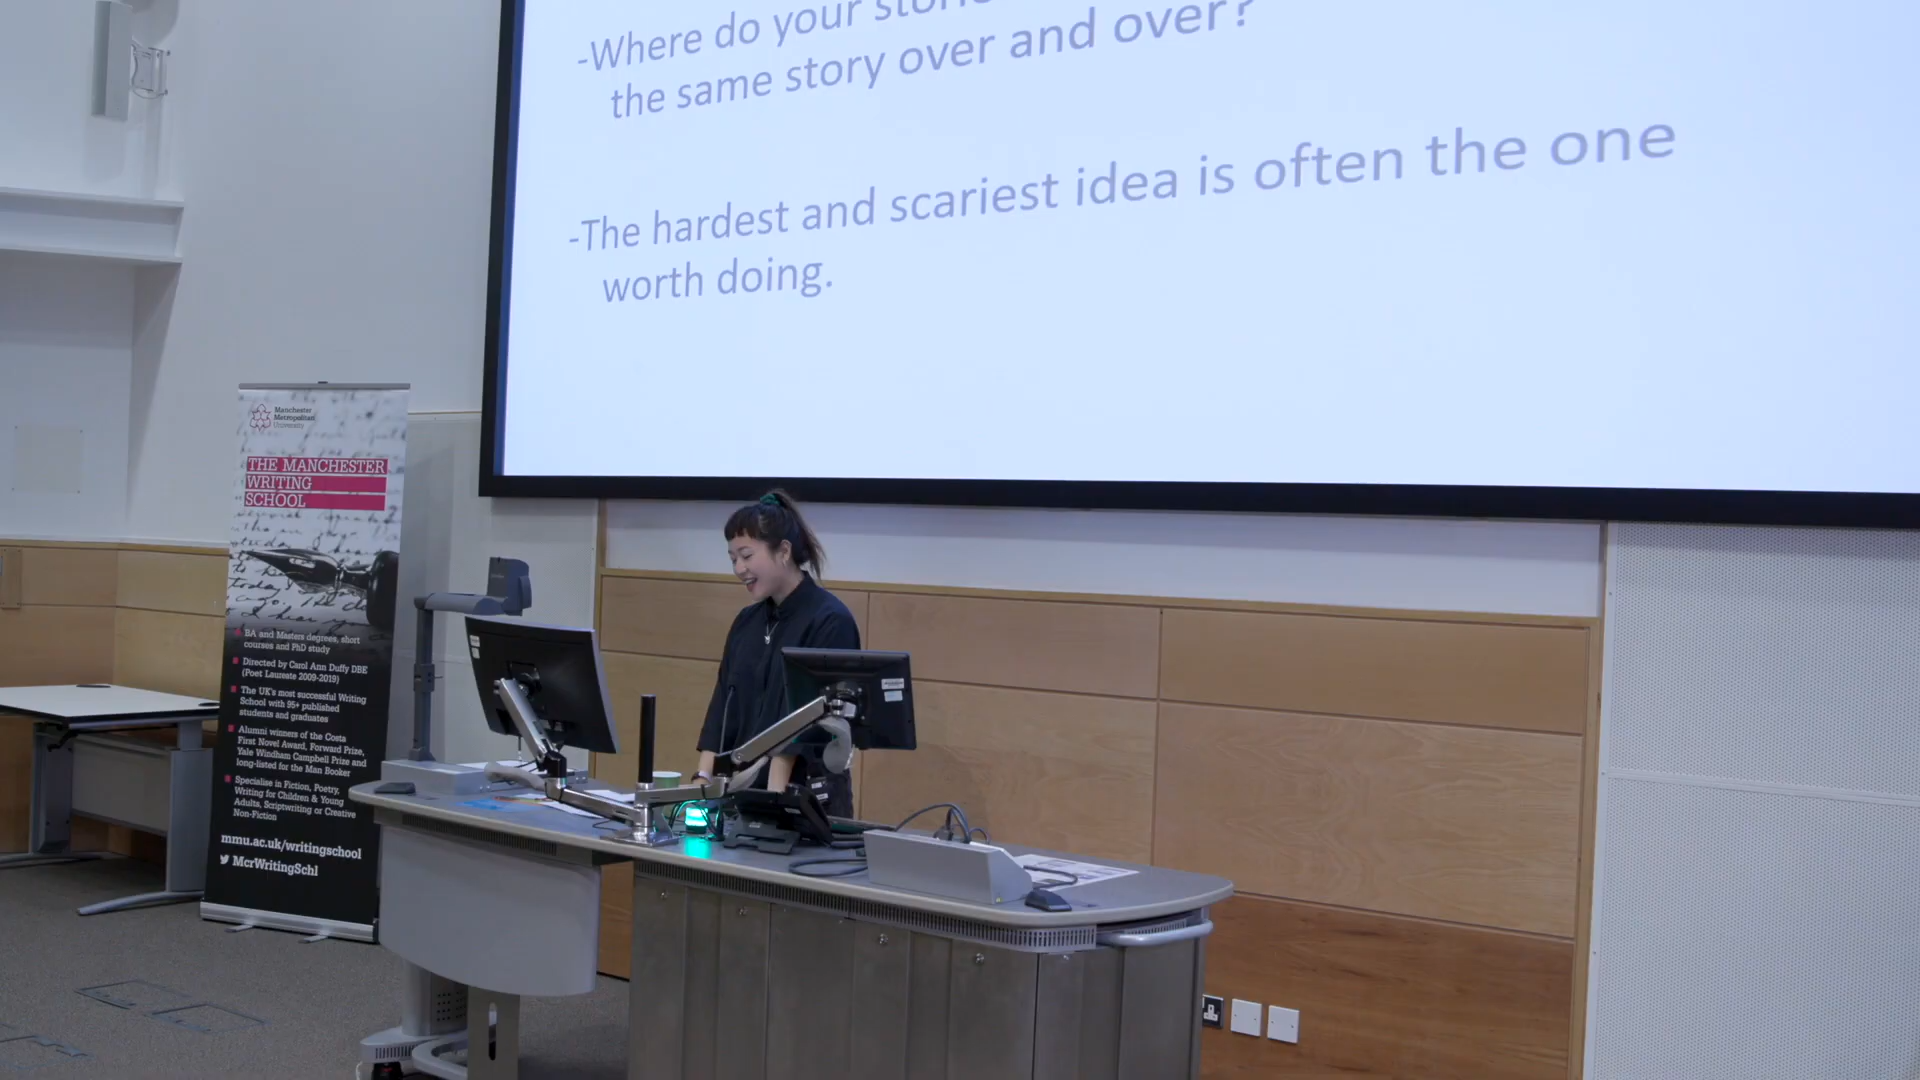 -Where do your
the same story over and over?
-The hardest and scariest idea is often the one
worth doing.
Manchester
Metropolitan
University
THE MANCHESTER
WRITING
SCHOOL
BA and Masters degrees, short
courses and PhD study
Directed by Carol Ann Duffy DBE
(Poet Laureate 2009-2019)
The UK's most successful Writing
School with 95+ published
students and graduates
Alumni winners of the Costa
First Novel Award, Forward Prize,
Yale Windham Campbell Prize and
long-listed for the Man Booker
Specialise in Fiction, Poetry,
Writing for Children & Young
Adults, Scriptwriting or Creative
Non-Fiction
mmu.ac.uk/writingschool
McrWritingSchl